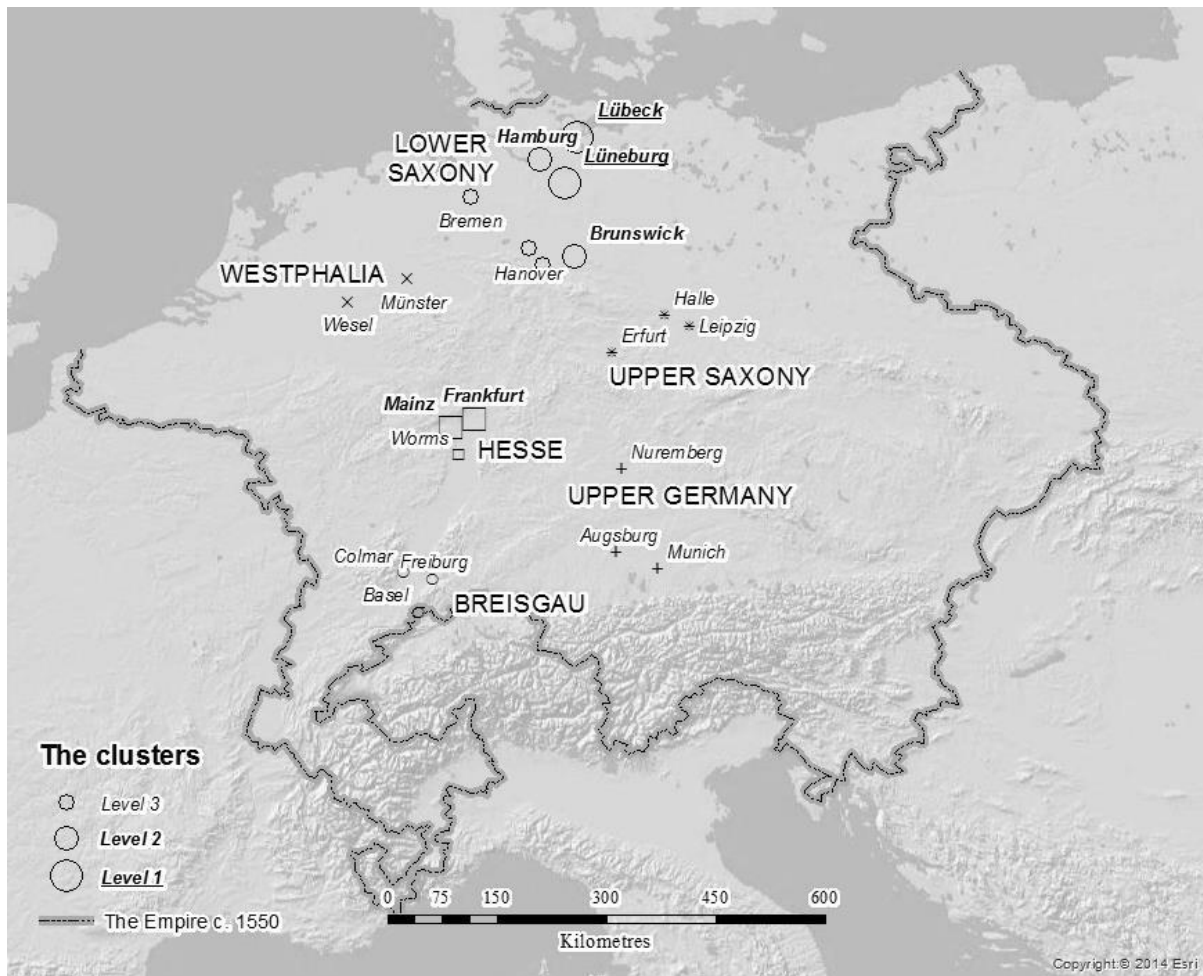 Lübeck
Hamburg
LOWER
SAXONY
Lüneburg
Bremen
Brunswick
Hanover
WESTPHALIA
Münster
Wesel
Halle
Leipzig
Erfurt
UPPER SAXONY
Mainz
Frankfurt
Worms
HESSE
Nuremberg
UPPER GERMANY
Augsburg
Munich
Colmar
Freiburg
Basel
BREISGAU
The clusters
Level 3
Level 2
Level 1
The Empire c. 1550
0 75 150 300 450 600
Kilometres
Copyright:© 2014 Esri